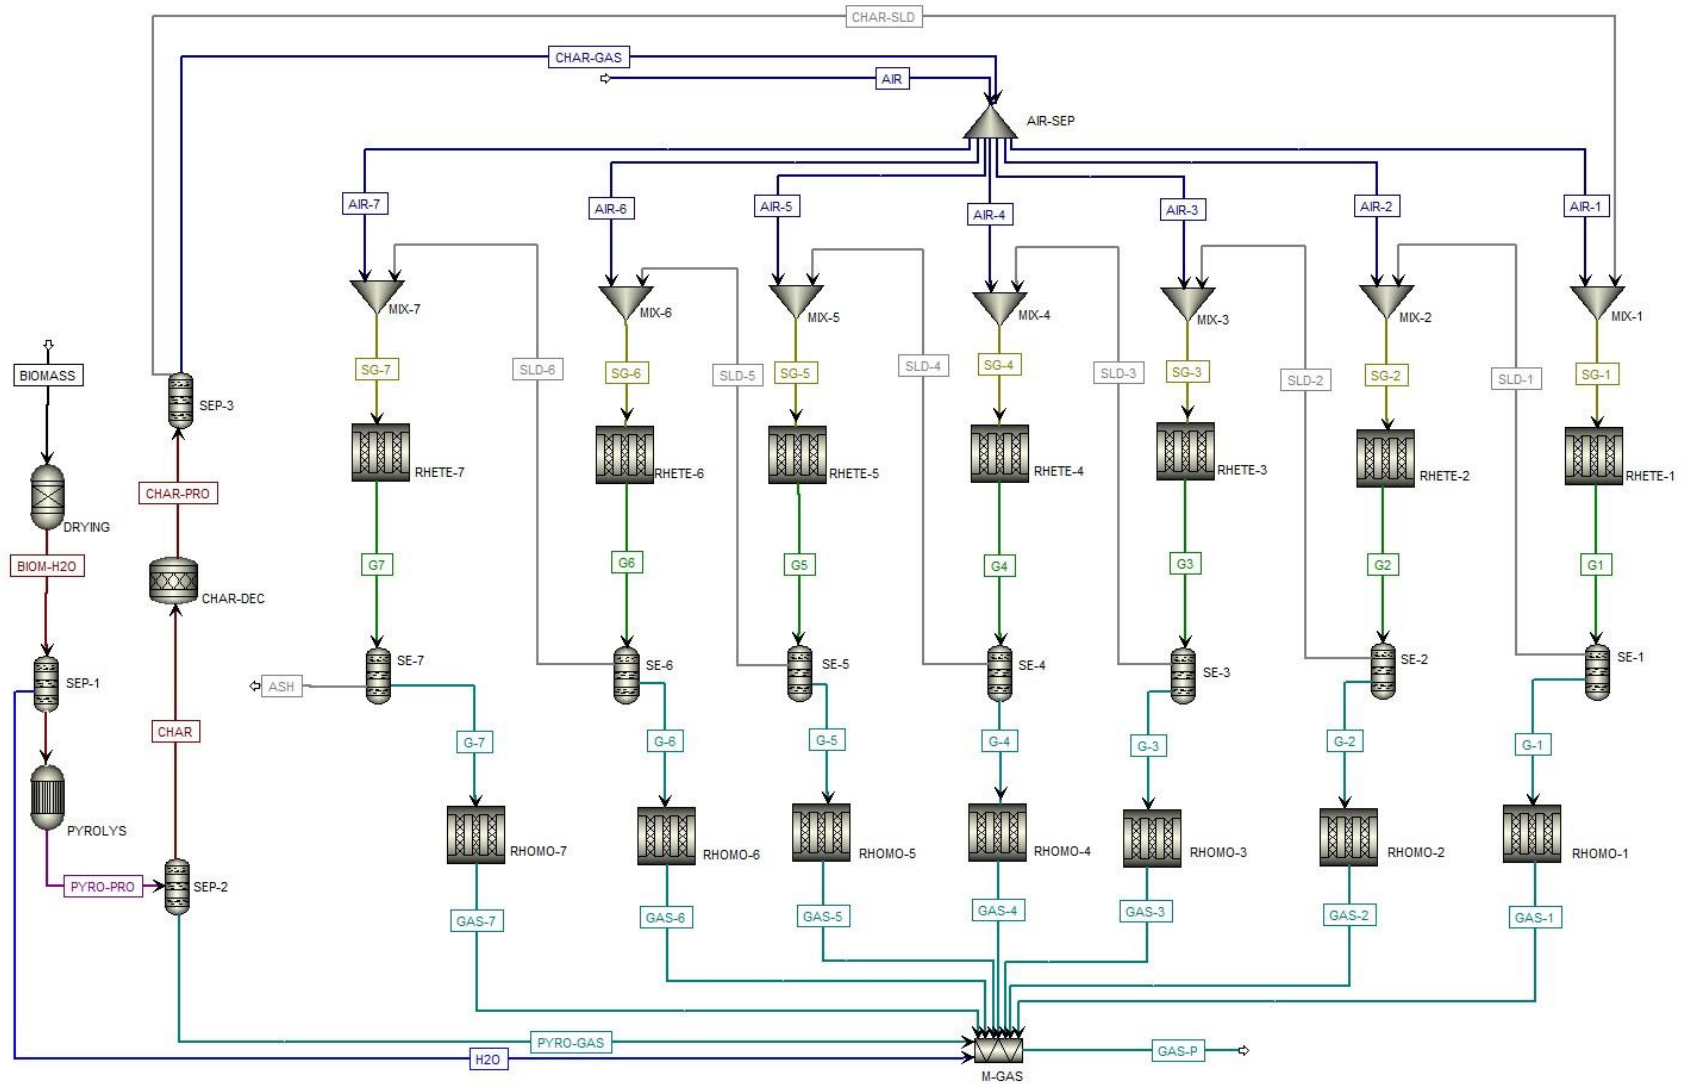 CHAR-SLD
CHAR-GAS
AIR
AIR-SEP
AIR-7
AIR-6
AIR-5
AIR-4
AIR-3
AIR-2
AIR-1
MIX-7
MIX-6
MIX-5
MIX-4
MIX-3
MIX-2
MIX-1
BIOMASS
SEP-3
SG-7
SLD-6
SG-6
SLD-5
SG-5
SLD-4
SG-4
SLD-3
SG-3
SLD-2
SG-2
SLD-1
SG-1
RHETE-7
RHETE-6
RHETE-5
RHETE-4
RHETE-3
RHETE-2
RHETE-1
CHAR-PRO
DRYING
BIOM-H2O
CHAR-DEC
G7
G6
G5
G4
G3
G2
G1
SEP-1
SE-7
SE-6
SE-5
SE-4
SE-3
SE-2
SE-1
ASH
CHAR
G-7
G-6
G-5
G-4
G-3
G-2
G-1
PYROLYS
RHOMO-7
RHOMO-6
RHOMO-5
RHOMO-4
RHOMO-3
RHOMO-2
RHOMO-1
PYRO-PRO
SEP-2
GAS-7
GAS-6
GAS-5
GAS-4
GAS-3
GAS-2
GAS-1
PYRO-GAS
H2O
GAS-P
M-GAS